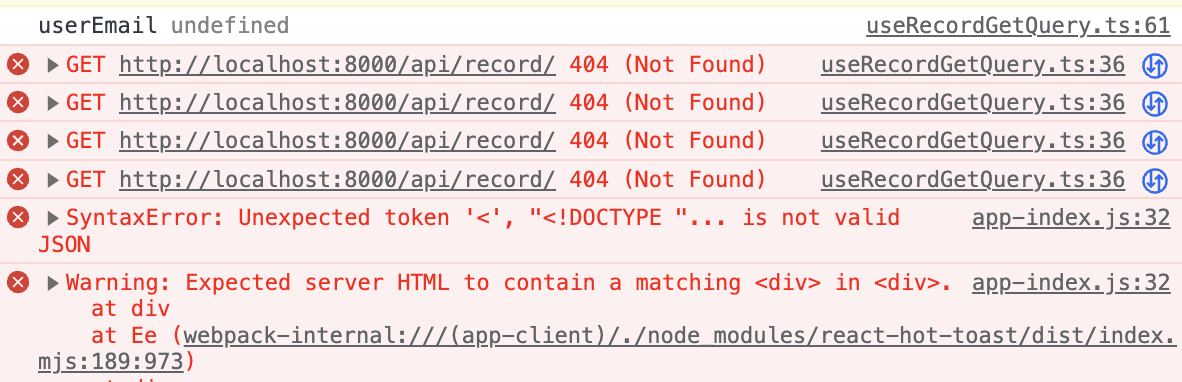 userEmail undefined useRecordGetQuery.ts:61
GET http://localhost:8000/api/record/ 404 (Not Found) useRecordGetQuery.ts:36
GET http://localhost:8000/api/record/ 404 (Not Found) useRecordGetQuery.ts:36
GET http://localhost:8000/api/record/ 404 (Not Found) useRecordGetQuery.ts:36
GET http://localhost:8000/api/record/ 404 (Not Found) useRecordGetQuery.ts:36
SyntaxError: Unexpected token '<', "<!DOCTYPE "... is not valid app-index.js:32
JSON
Warning: Expected server HTML to contain a matching <div> in <div>. app-index.js:32
at div
at Ee (webpack-internal:///(app-client)/./node_modules/react-hot-toast/dist/index.
mjs:189:973)